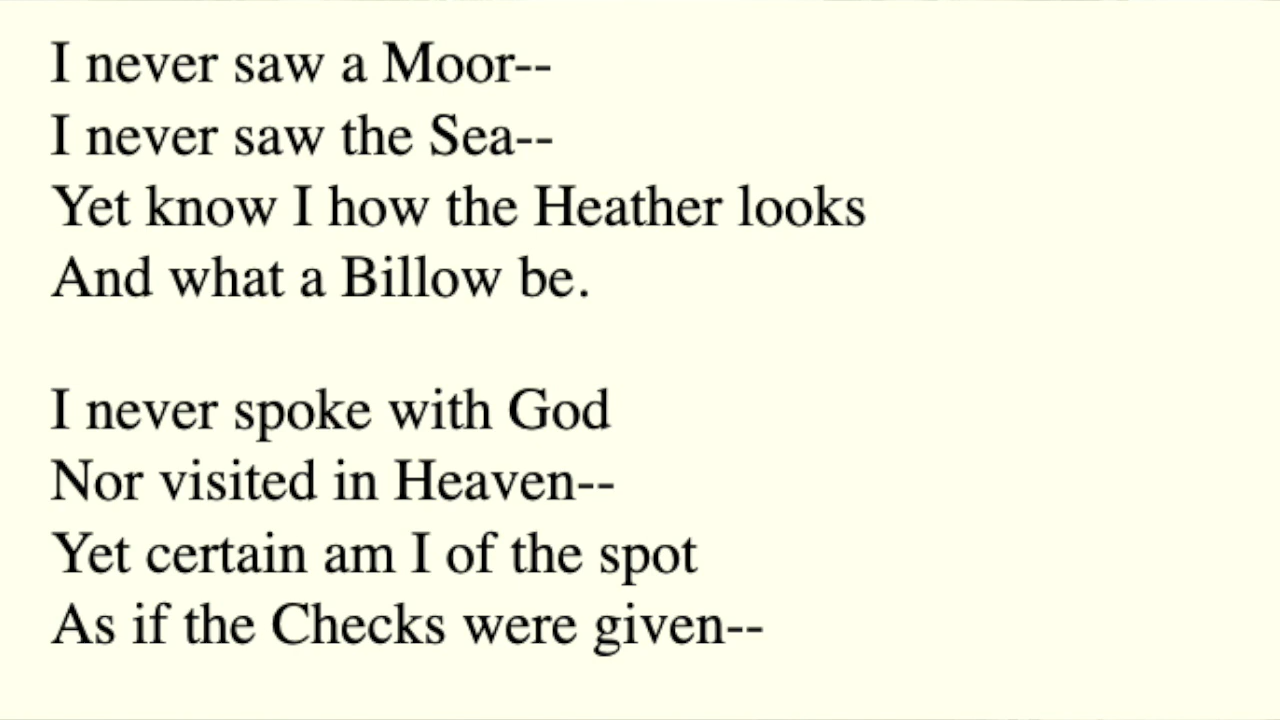 I never saw a Moor--
I never saw the Sea--
Yet know I how the Heather looks
And what a Billow be.

I never spoke with God
Nor visited in Heaven--
Yet certain am I of the spot
As if the Checks were given--